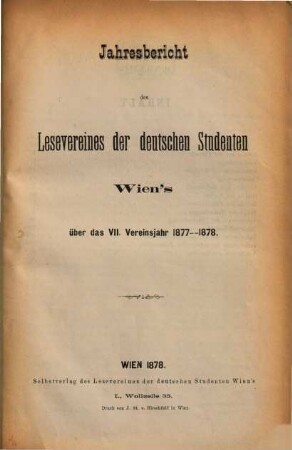 Jahresbericht
des
Lesevereines der deutschen Studenten
Wien's
über das VII. Vereinsjahr 1877--1878.
WIEN 1878.
Selbstverlag des Lesevereines der deutschen Studenten Wien's
I., Wollzeile 33.
Druck von J. St. v. Hirschfeld in Wien